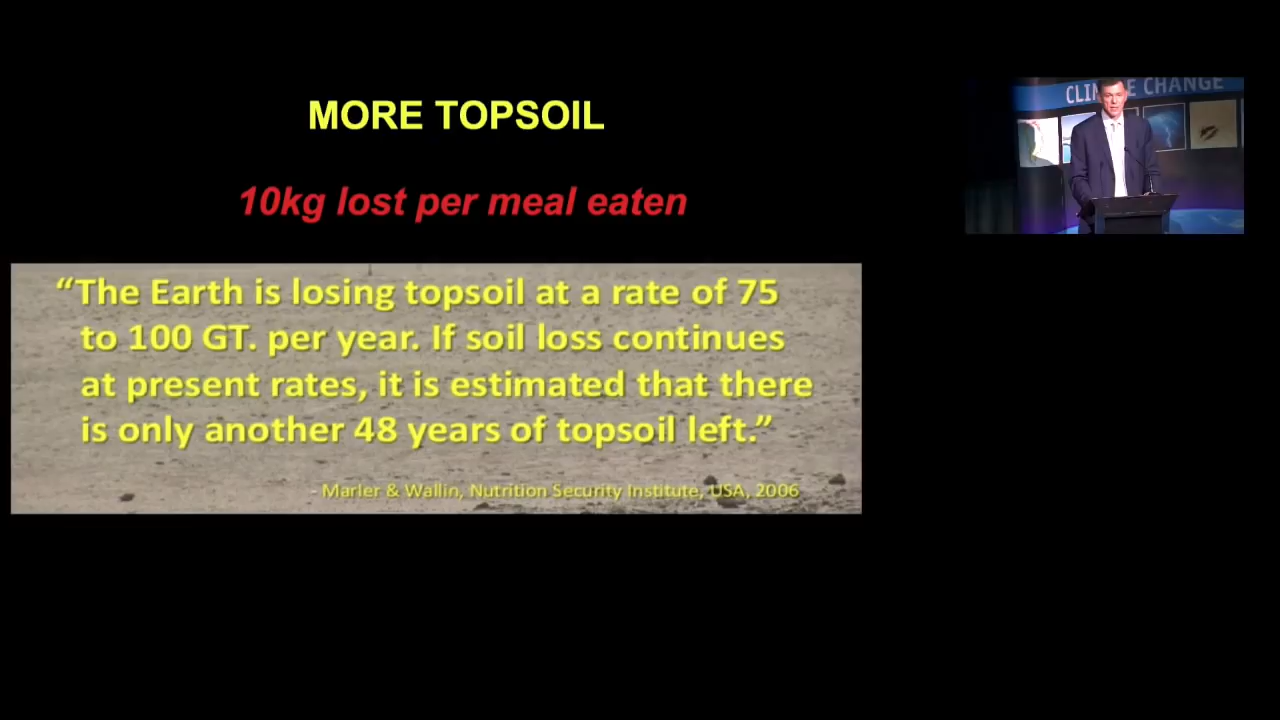 MORE TOPSOIL
CLIM E CHANGE
10kg lost per meal eaten
“The Earth is losing topsoil at a rate of 75
to 100 GT. per year. If soil loss continues
at present rates, it is estimated that there
is only another 48 years of topsoil left.”
- Marler & Wallin, Nutrition Security Institute, USA, 2006